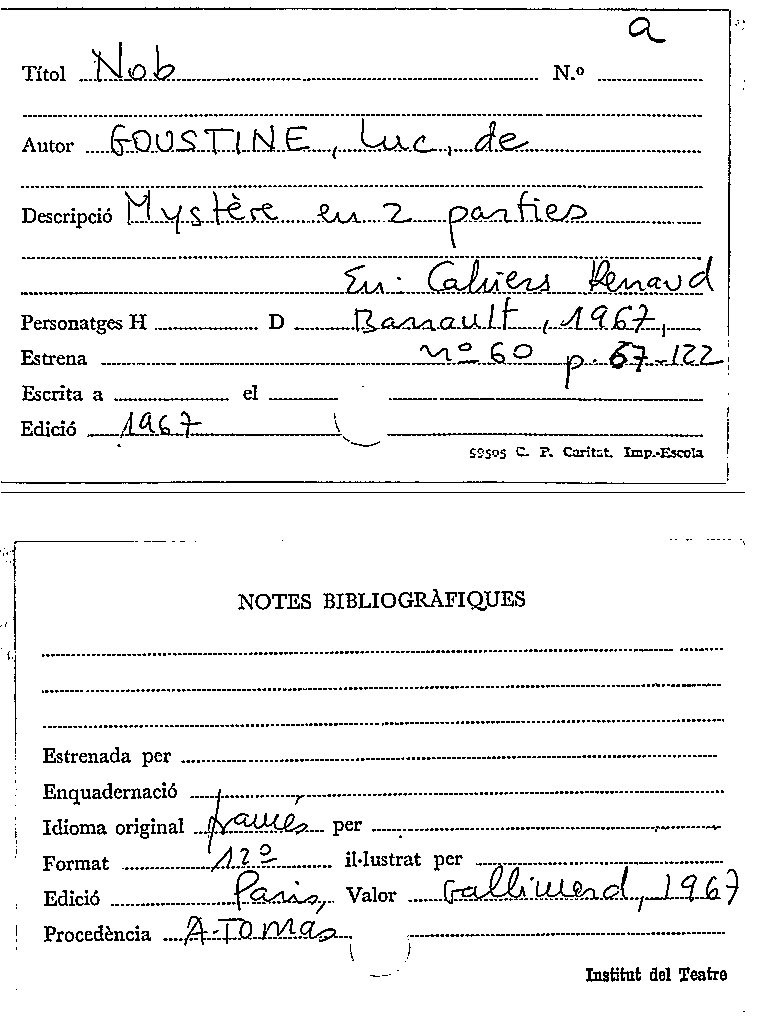 a
Títol Nob N.º
Autor GOUSTINE, Luc, de
Descripció Mystère en 2 parties
En: Cahiers Renaud
Personatges H D Barrault, 1967,
Estrena nº 60 p. 67-122
Escrita a el
Edició 1967
59505 C. P. Caritat. Imp.-Escola
NOTES BIBLIOGRÀFIQUES
Estrenada per
Enquadernació
Idioma original francés per
Format 12º il·lustrat per
Edició Paris, Valor Gallimard, 1967
Procedència A. Tomas
Institut del Teatre